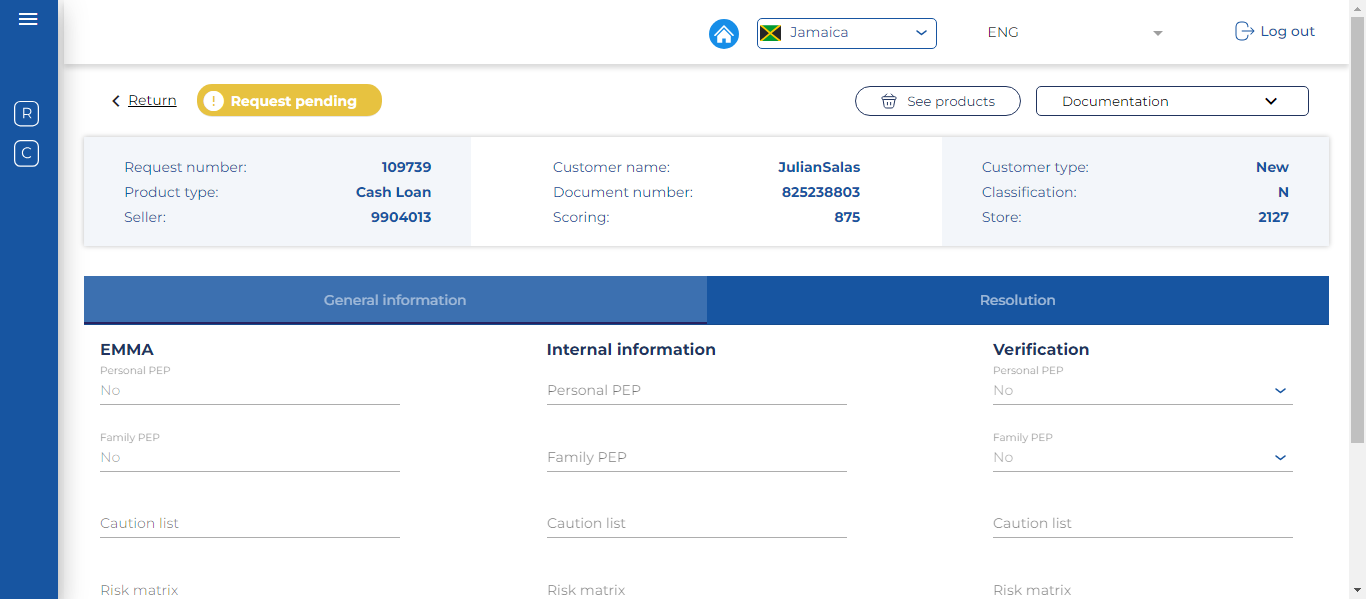 Jamaica
ENG
Log out
R
C
Return
! Request pending
See products
Documentation
Request number: 109739
Product type: Cash Loan
Seller: 9904013
Customer name: JulianSalas
Document number: 825238803
Scoring: 875
Customer type: New
Classification: N
Store: 2127
General information
Resolution
EMMA
Personal PEP
No
Family PEP
No
Caution list
Risk matrix
Internal information
Personal PEP
Family PEP
Caution list
Risk matrix
Verification
Personal PEP
No
Family PEP
No
Caution list
Risk matrix